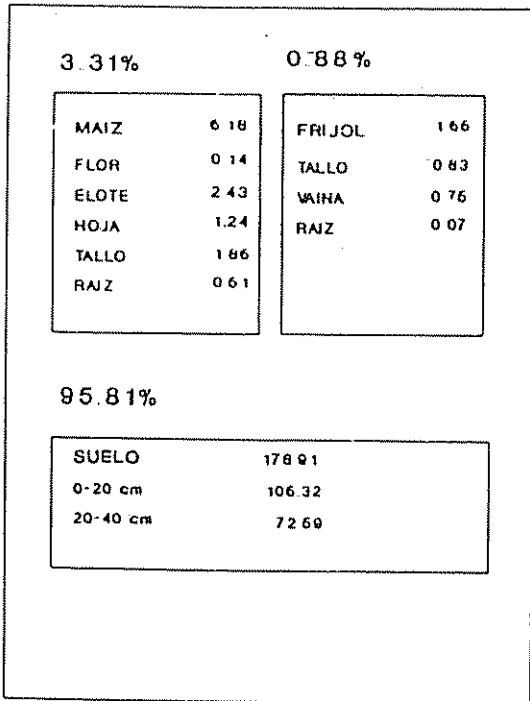 3.31%
0.88%
MAIZ 6.18
FLOR 0.14
ELOTE 2.43
HOJA 1.24
TALLO 1.86
RAIZ 0.61
FRIJOL 1.66
TALLO 0.83
VAINA 0.76
RAIZ 0.07
95.81%
SUELO 178.91
0-20 cm 106.32
20-40 cm 72.59